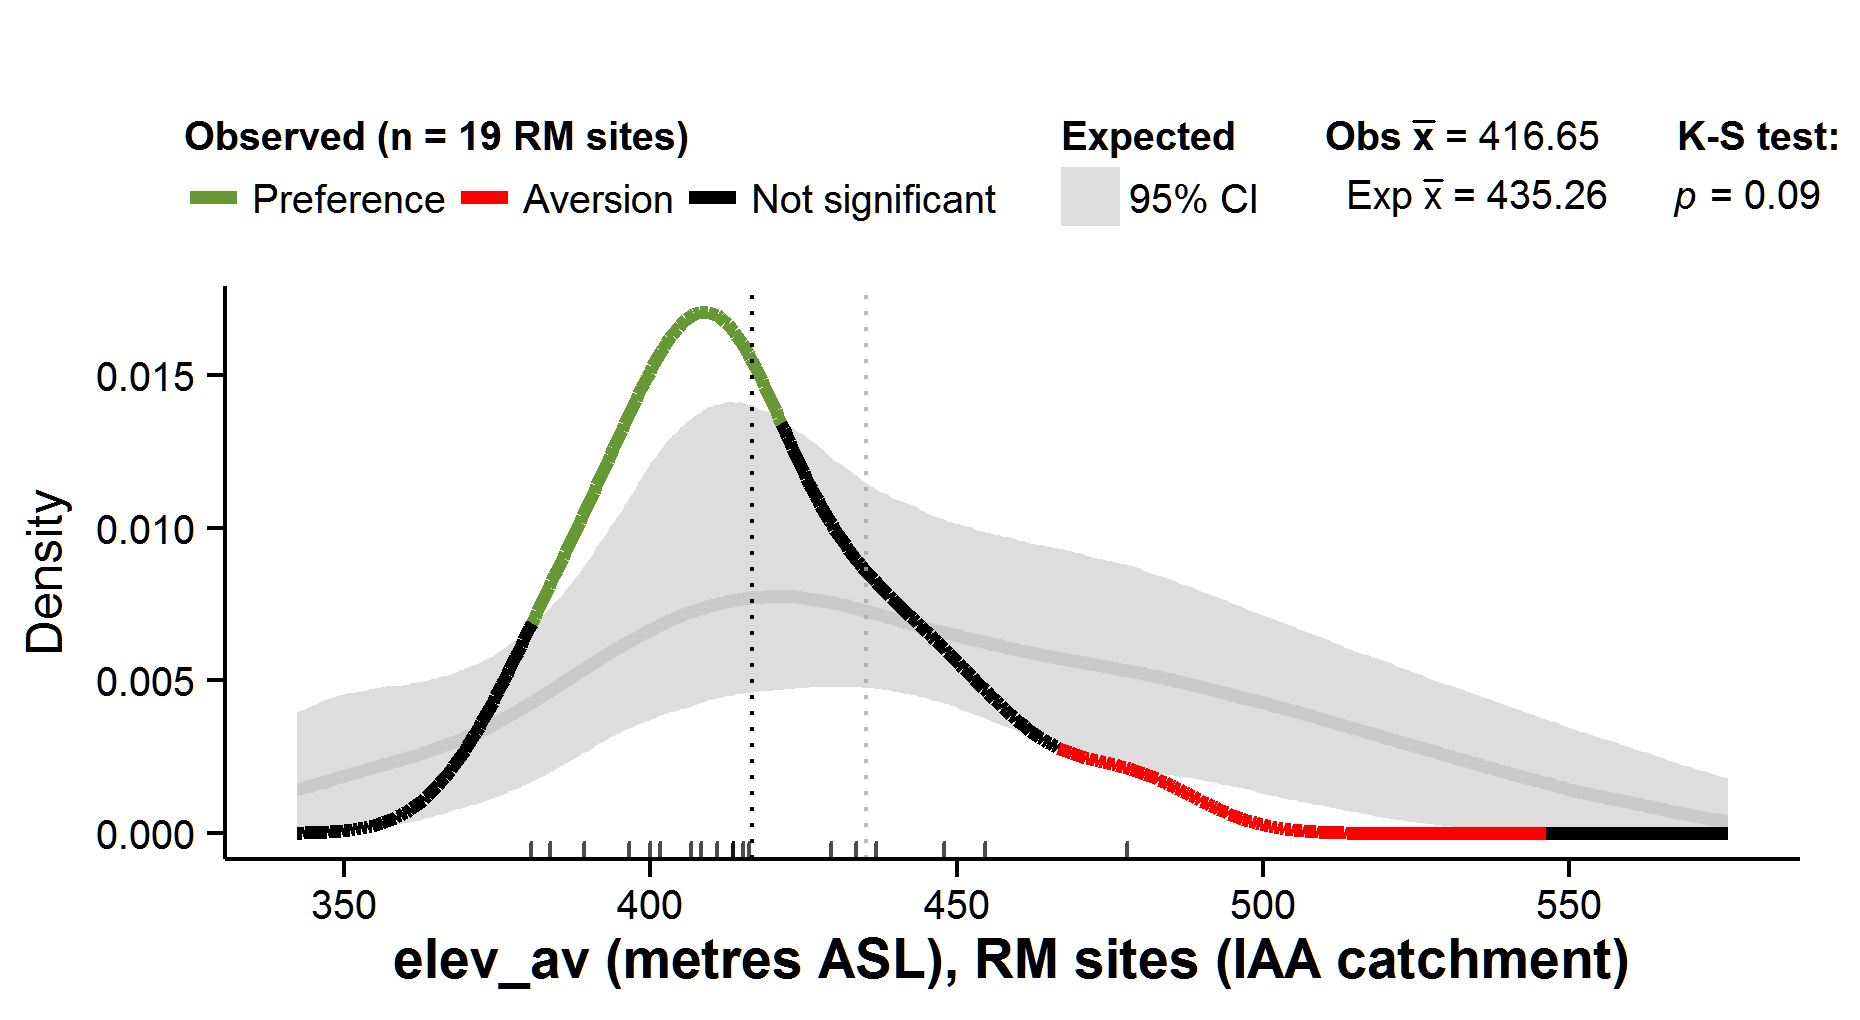 Observed (n = 19 RM sites)
Preference Aversion Not significant
Expected
95% CI
Obs x̅ = 416.65
Exp x̅ = 435.26
K-S test:
p = 0.09
Density
0.015
0.010
0.005
0.000
350 400 450 500 550
elev_av (metres ASL), RM sites (IAA catchment)